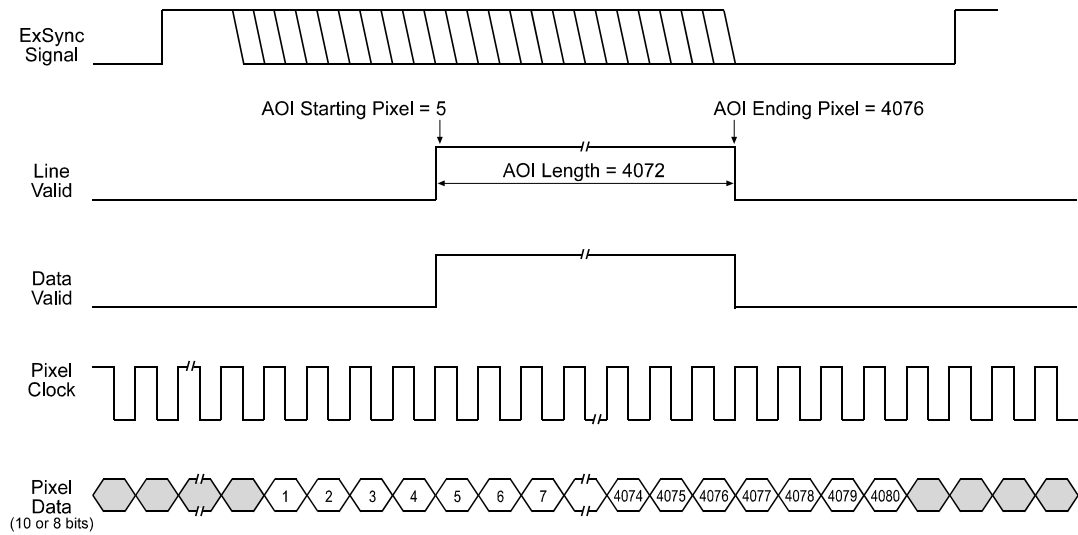 ExSync
Signal
AOI Starting Pixel = 5
AOI Ending Pixel = 4076
Line
Valid
AOI Length = 4072
Data
Valid
Pixel
Clock
Pixel
Data
(10 or 8 bits)
1 2 3 4 5 6 7 4074 4075 4076 4077 4078 4079 4080